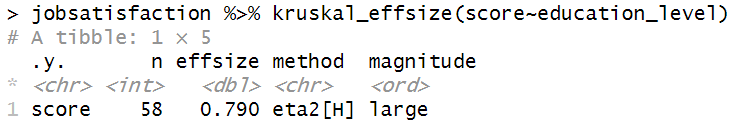 > jobsatisfaction %>% kruskal_effsize(score~education_level)
# A tibble: 1 × 5
.y. n effsize method magnitude
* <chr> <int> <dbl> <chr> <ord>
1 score 58 0.790 eta2[H] large